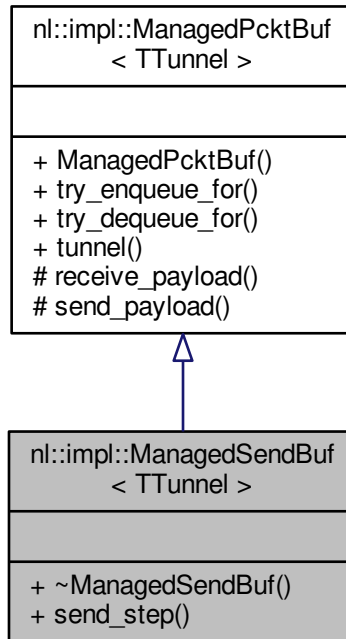 nl::impl::ManagedPcktBuf
< TTunnel >
+ ManagedPcktBuf()
+ try_enqueue_for()
+ try_dequeue_for()
+ tunnel()
# receive_payload()
# send_payload()
nl::impl::ManagedSendBuf
< TTunnel >
+ ~ManagedSendBuf()
+ send_step()